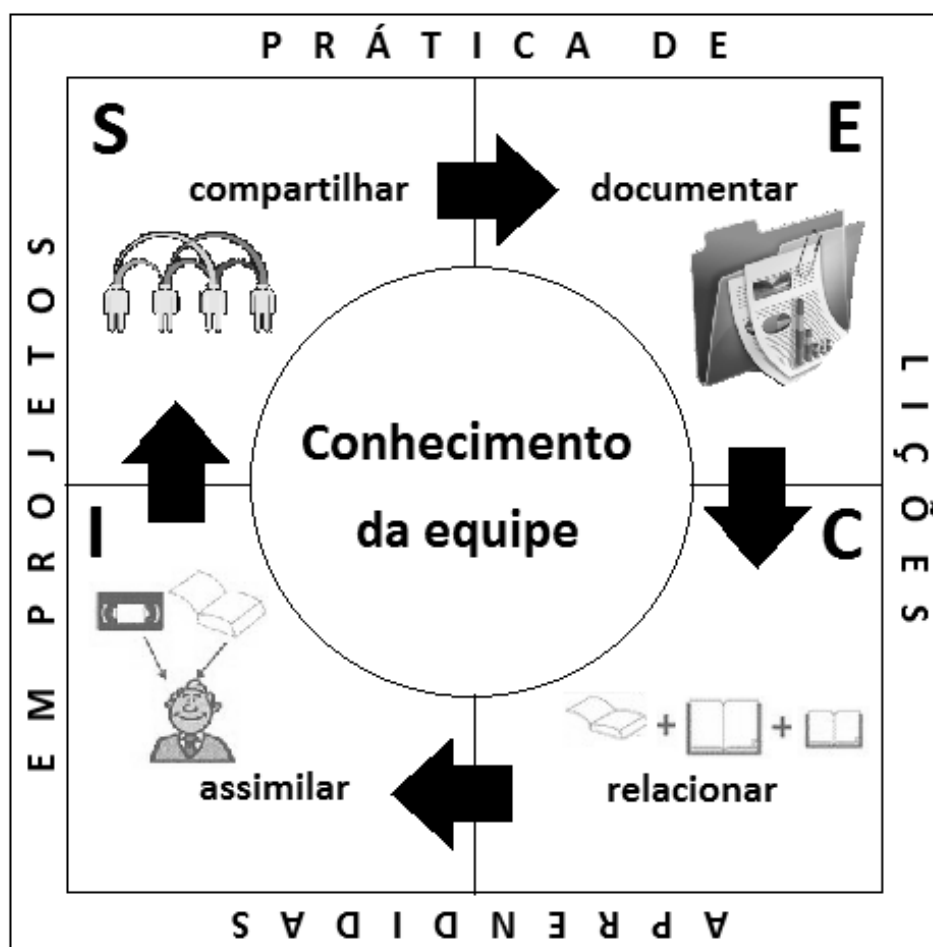 PRÁTICA DE
LIÇÕES
APRENDIDAS
EM PROJETOS
S
compartilhar
E
documentar
Conhecimento
da equipe
C
relacionar
I
assimilar